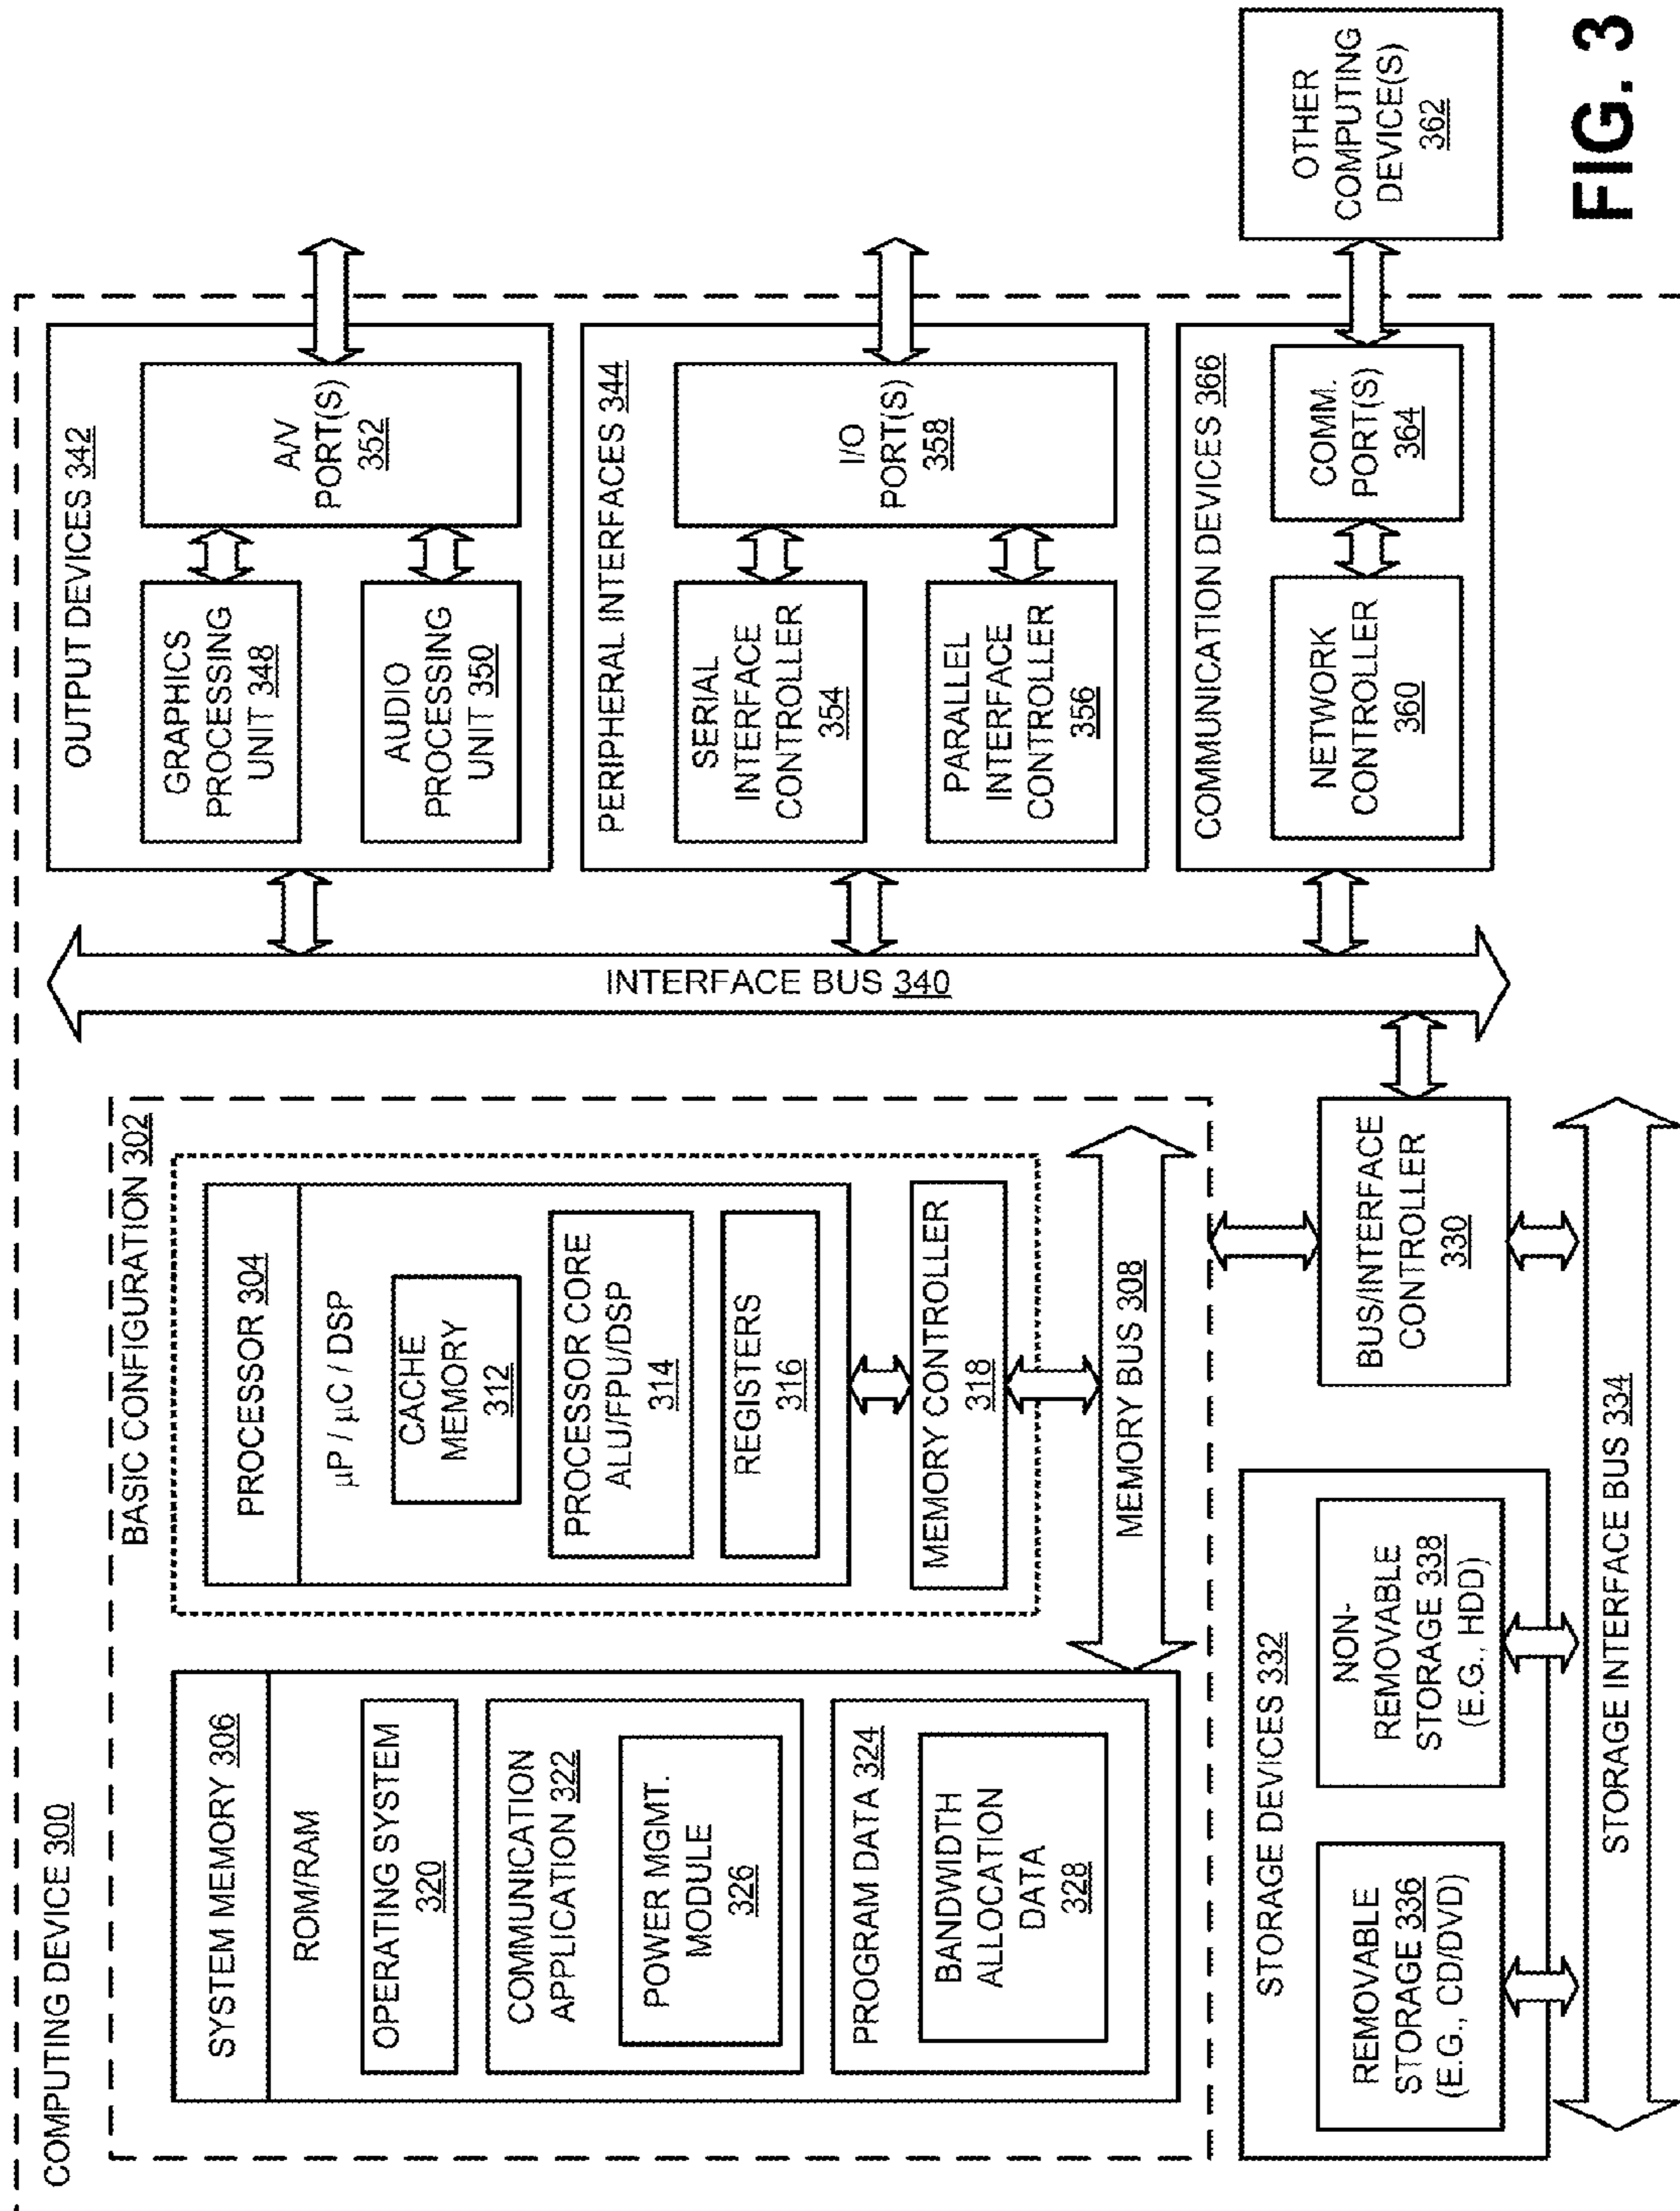 COMPUTING DEVICE 300
BASIC CONFIGURATION 302
SYSTEM MEMORY 306
ROM/RAM
OPERATING SYSTEM
320
COMMUNICATION
APPLICATION 322
POWER MGMT.
MODULE
326
PROGRAM DATA 324
BANDWIDTH
ALLOCATION
DATA
328
PROCESSOR 304
µP / µC / DSP
CACHE
MEMORY
312
PROCESSOR CORE
ALU/FPU/DSP
314
REGISTERS
316
MEMORY CONTROLLER
318
MEMORY BUS 308
BUS/INTERFACE
CONTROLLER
330
STORAGE DEVICES 332
REMOVABLE
STORAGE 336
(E.G., CD/DVD)
NON-
REMOVABLE
STORAGE 338
(E.G., HDD)
STORAGE INTERFACE BUS 334
INTERFACE BUS 340
OUTPUT DEVICES 342
GRAPHICS
PROCESSING
UNIT 348
AUDIO
PROCESSING
UNIT 350
A/V
PORT(S)
352
PERIPHERAL INTERFACES 344
SERIAL
INTERFACE
CONTROLLER
354
PARALLEL
INTERFACE
CONTROLLER
356
I/O
PORT(S)
358
COMMUNICATION DEVICES 366
NETWORK
CONTROLLER
360
COMM.
PORT(S)
364
OTHER
COMPUTING
DEVICE(S)
362
FIG. 3